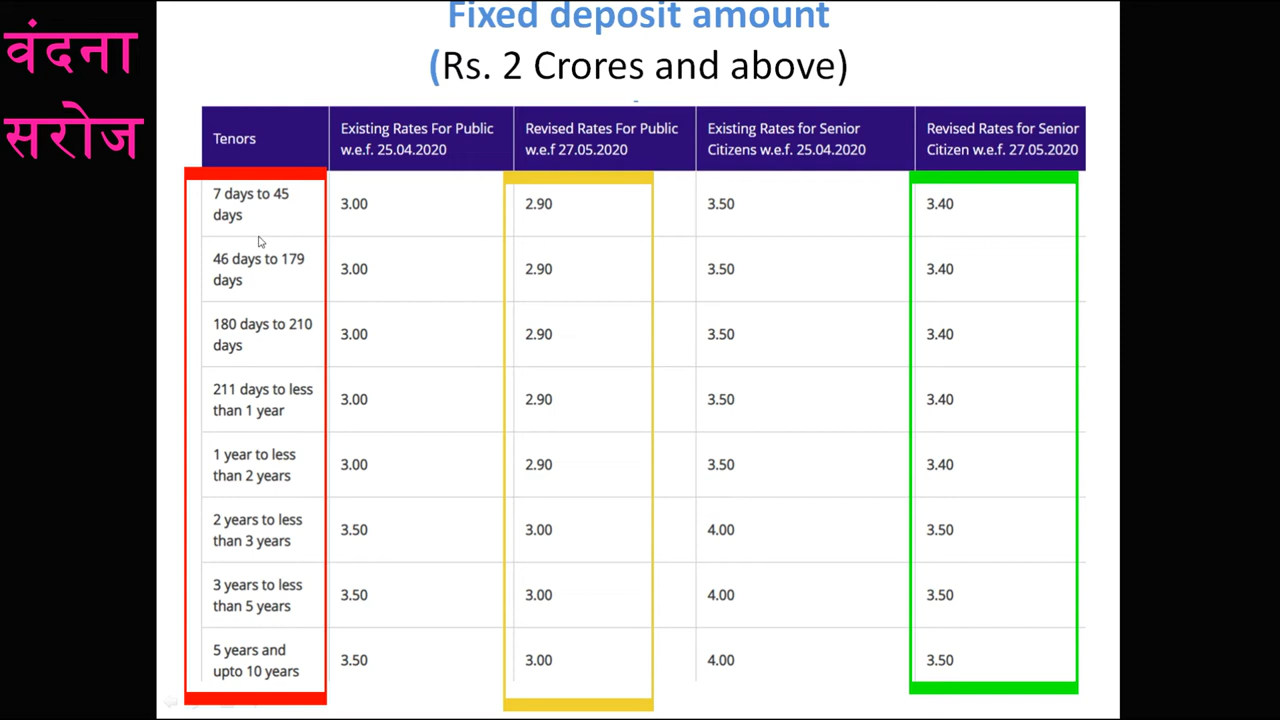 वंदना
सरोज
Fixed deposit amount
(Rs. 2 Crores and above)
Tenors
Existing Rates For Public
w.e.f. 25.04.2020
Revised Rates For Public
w.e.f 27.05.2020
Existing Rates for Senior
Citizens w.e.f. 25.04.2020
Revised Rates for Senior
Citizen w.e.f. 27.05.2020
7 days to 45
days
3.00
2.90
3.50
3.40
46 days to 179
days
3.00
2.90
3.50
3.40
180 days to 210
days
3.00
2.90
3.50
3.40
211 days to less
than 1 year
3.00
2.90
3.50
3.40
1 year to less
than 2 years
3.00
2.90
3.50
3.40
2 years to less
than 3 years
3.50
3.00
4.00
3.50
3 years to less
than 5 years
3.50
3.00
4.00
3.50
5 years and
upto 10 years
3.50
3.00
4.00
3.50